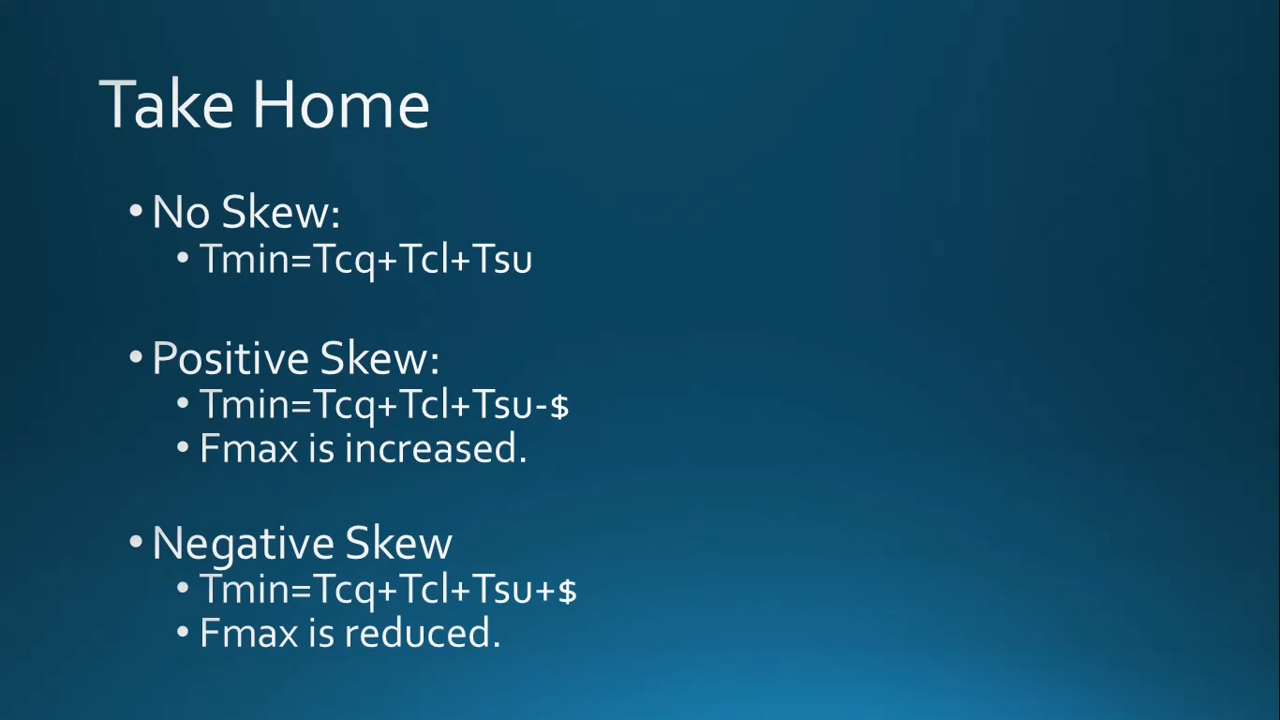 Take Home
• No Skew:
• Tmin=Tcq+Tcl+Tsu
• Positive Skew:
• Tmin=Tcq+Tcl+Tsu-$
• Fmax is increased.
• Negative Skew
• Tmin=Tcq+Tcl+Tsu+$
• Fmax is reduced.